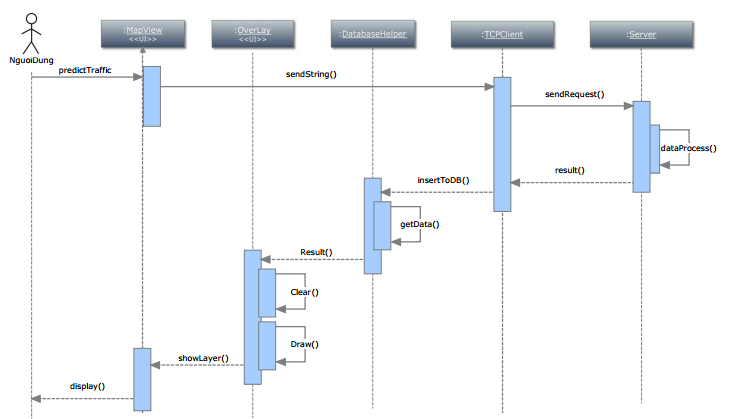 :MapView
<<UI>>
:OverLay
<<UI>>
:DatabaseHelper
:TCPClient
:Server
NguoiDung
predictTraffic
sendString()
sendRequest()
dataProcess()
result()
insertToDB()
getData()
Result()
Clear()
Draw()
showLayer()
display()